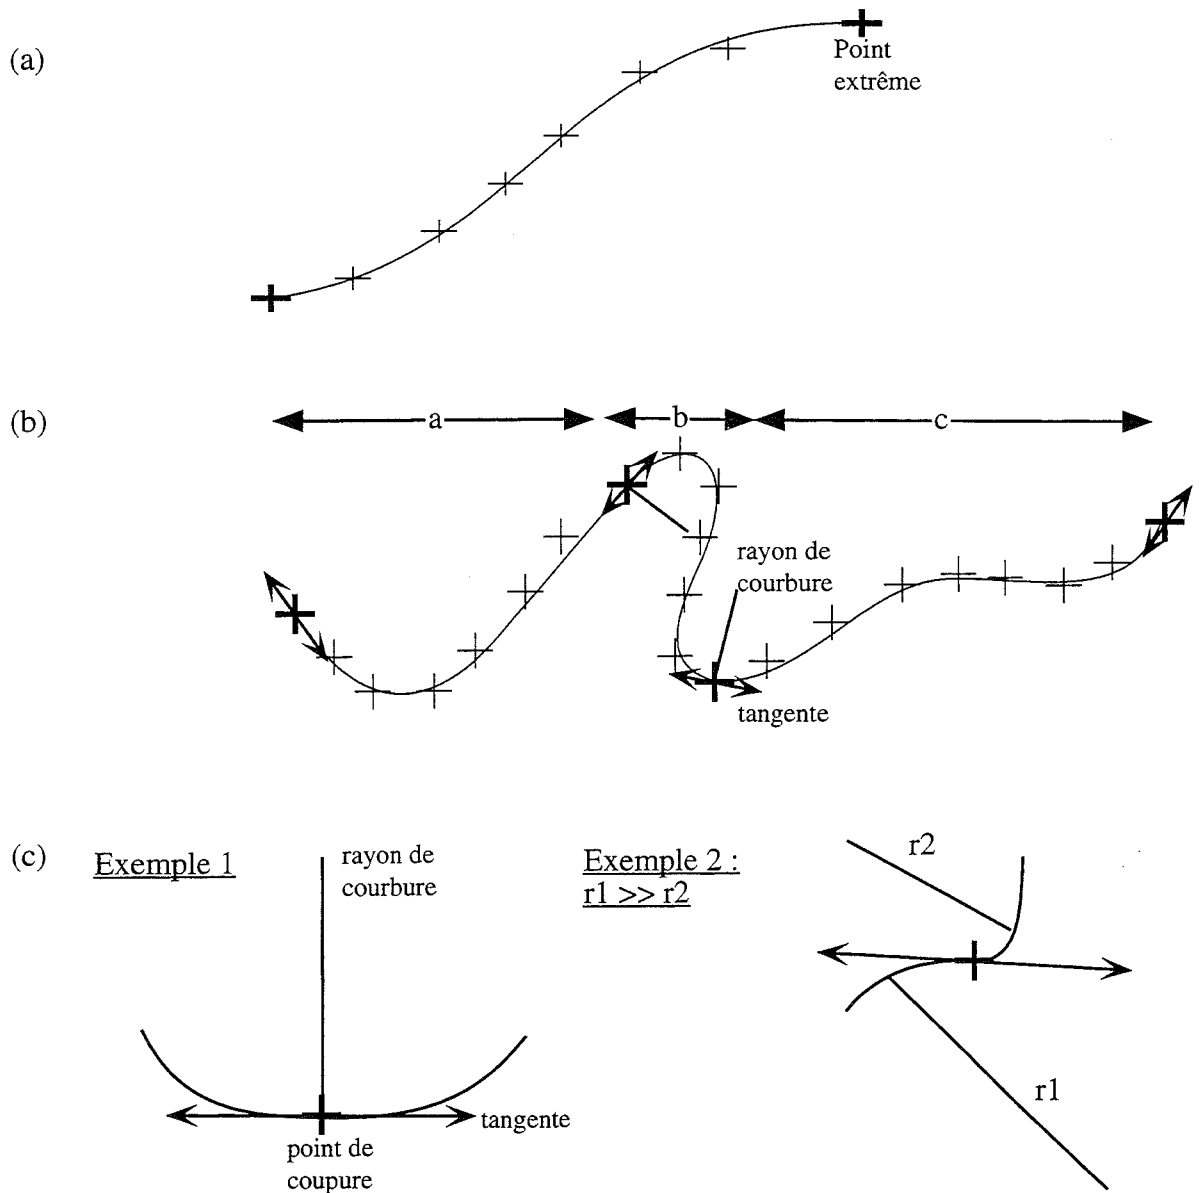 (a)
Point
extrême
(b)
a
b
c
rayon de
courbure
tangente
(c)
Exemple 1
rayon de
courbure
tangente
point de
coupure
Exemple 2 :
r1 >> r2
r2
r1